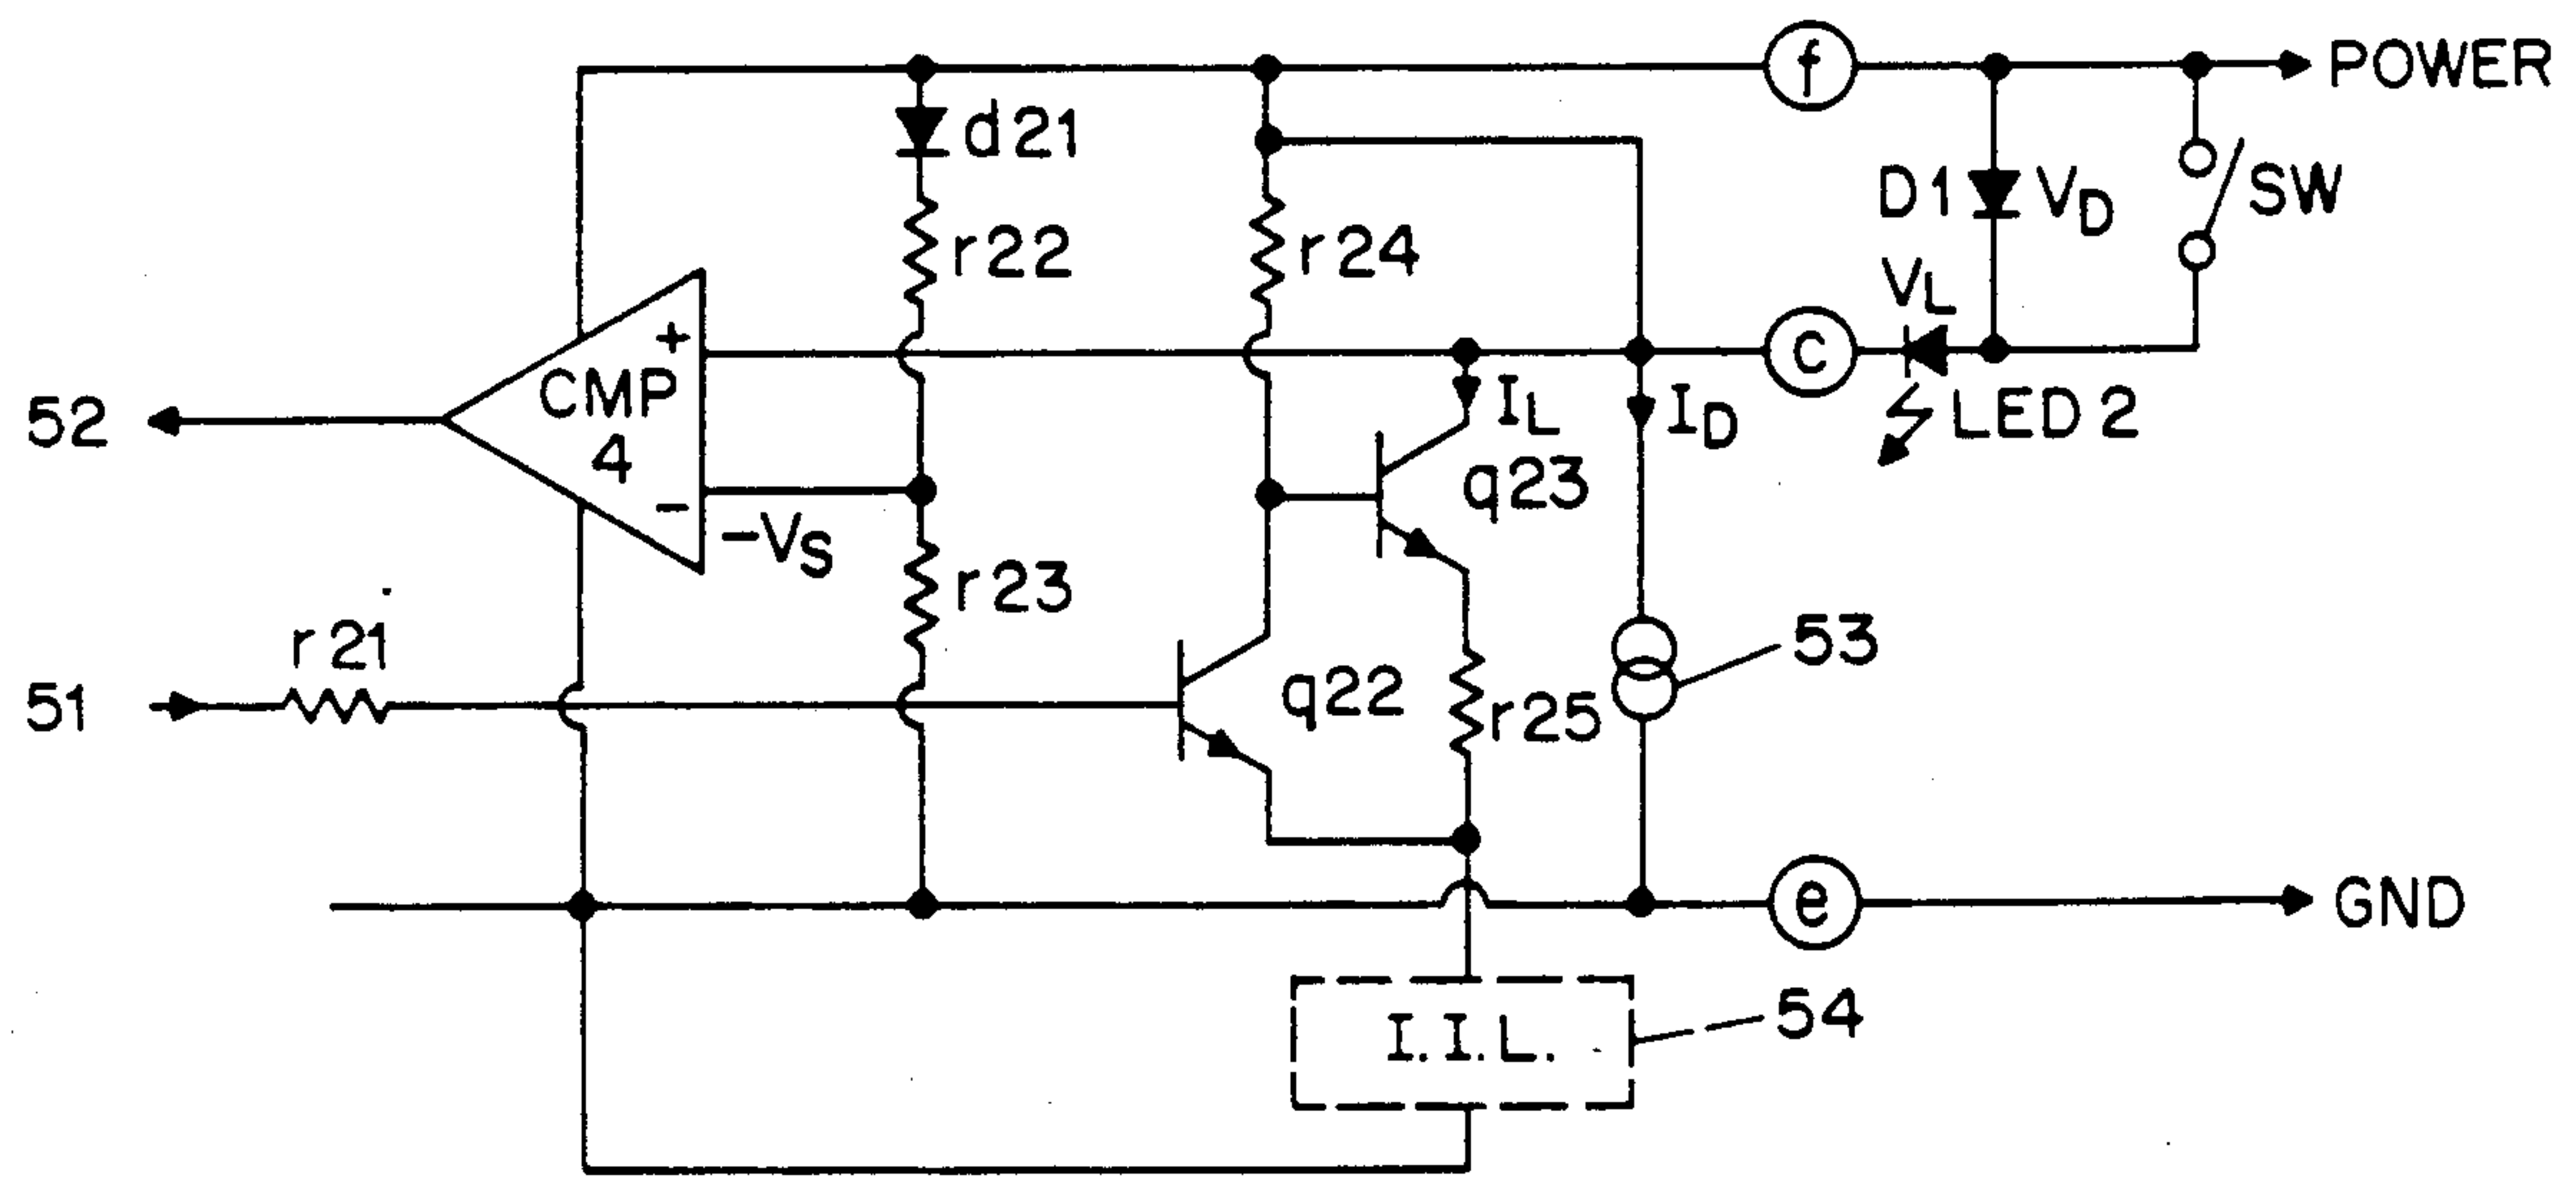 f
POWER
d21
D1
VD
SW
r22
r24
VL
+
c
CMP
4
IL
ID
LED 2
52
q23
-
-VS
r23
r21
53
q22
r25
51
e
GND
I.I.L.
54